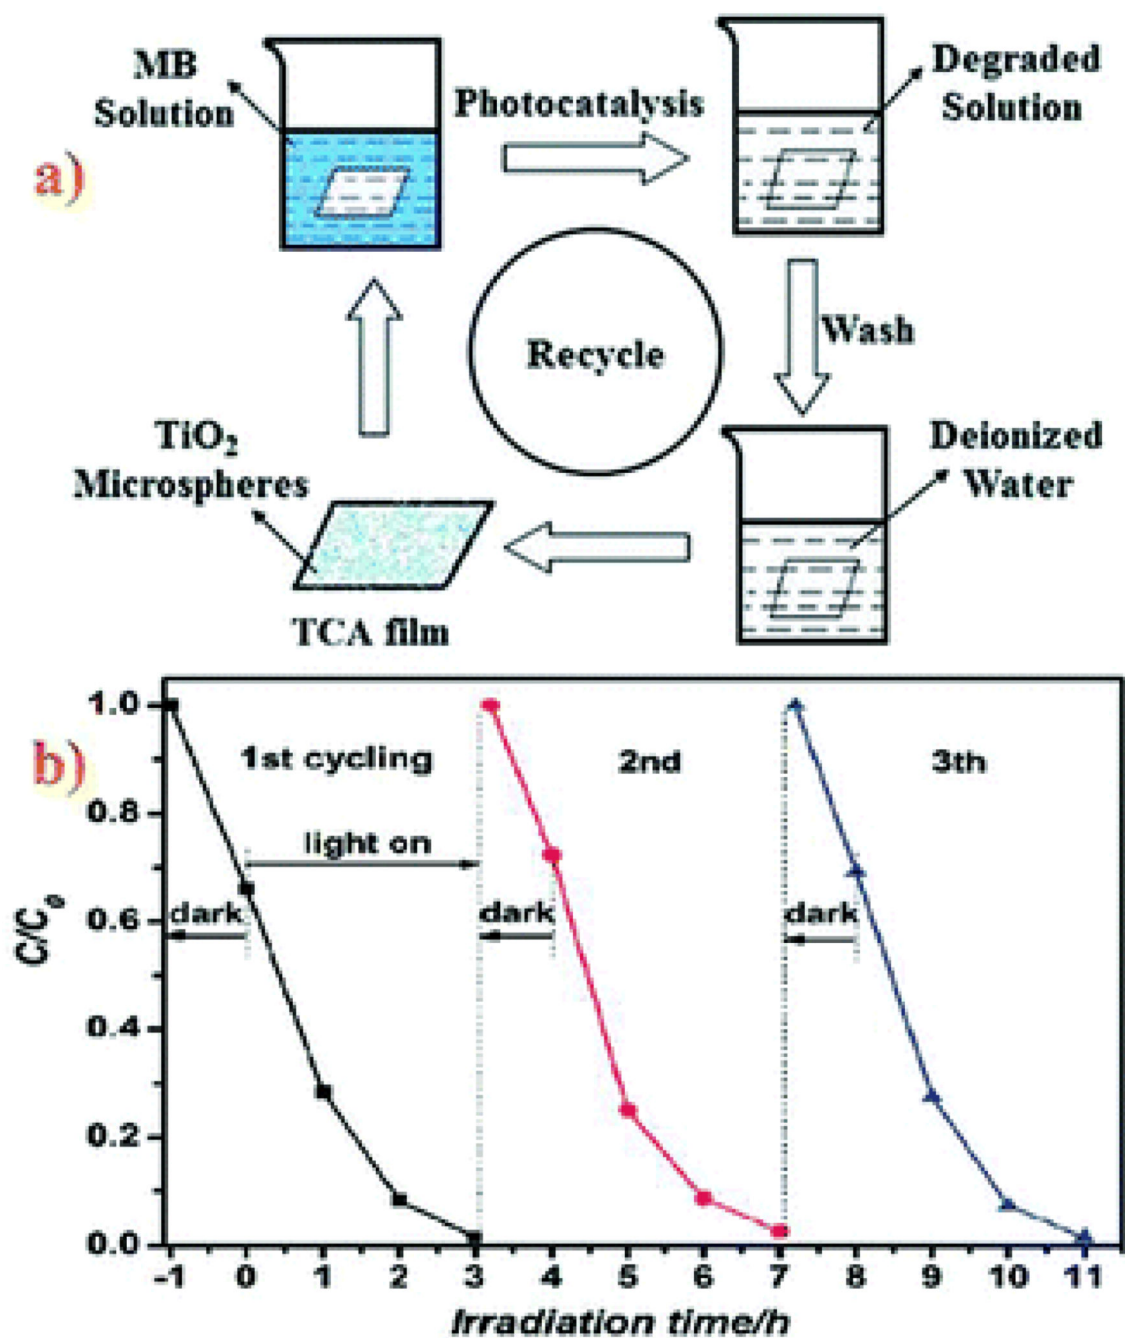 a)
MB
Solution
Photocatalysis
Degraded
Solution
Recycle
Wash
TiO₂
Microspheres
Deionized
Water
TCA film
b)
1st cycling
2nd
3th
light on
dark
dark
dark
C/C₀
1.0
0.8
0.6
0.4
0.2
0.0
-1 0 1 2 3 4 5 6 7 8 9 10 11
Irradiation time/h